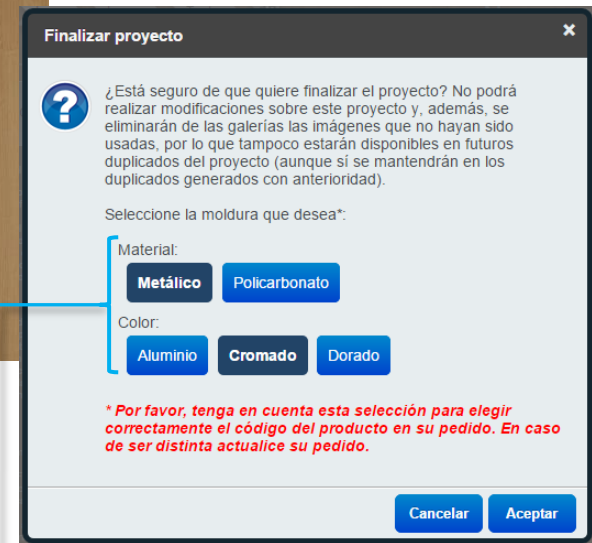 Finalizar proyecto
¿Está seguro de que quiere finalizar el proyecto? No podrá
realizar modificaciones sobre este proyecto y, además, se
eliminarán de las galerías las imágenes que no hayan sido
usadas, por lo que tampoco estarán disponibles en futuros
duplicados del proyecto (aunque sí se mantendrán en los
duplicados generados con anterioridad).
Seleccione la moldura que desea*:
Material:
Metálico Policarbonato
Color:
Aluminio Cromado Dorado
* Por favor, tenga en cuenta esta selección para elegir
correctamente el código del producto en su pedido. En caso
de ser distinta actualice su pedido.
Cancelar Aceptar